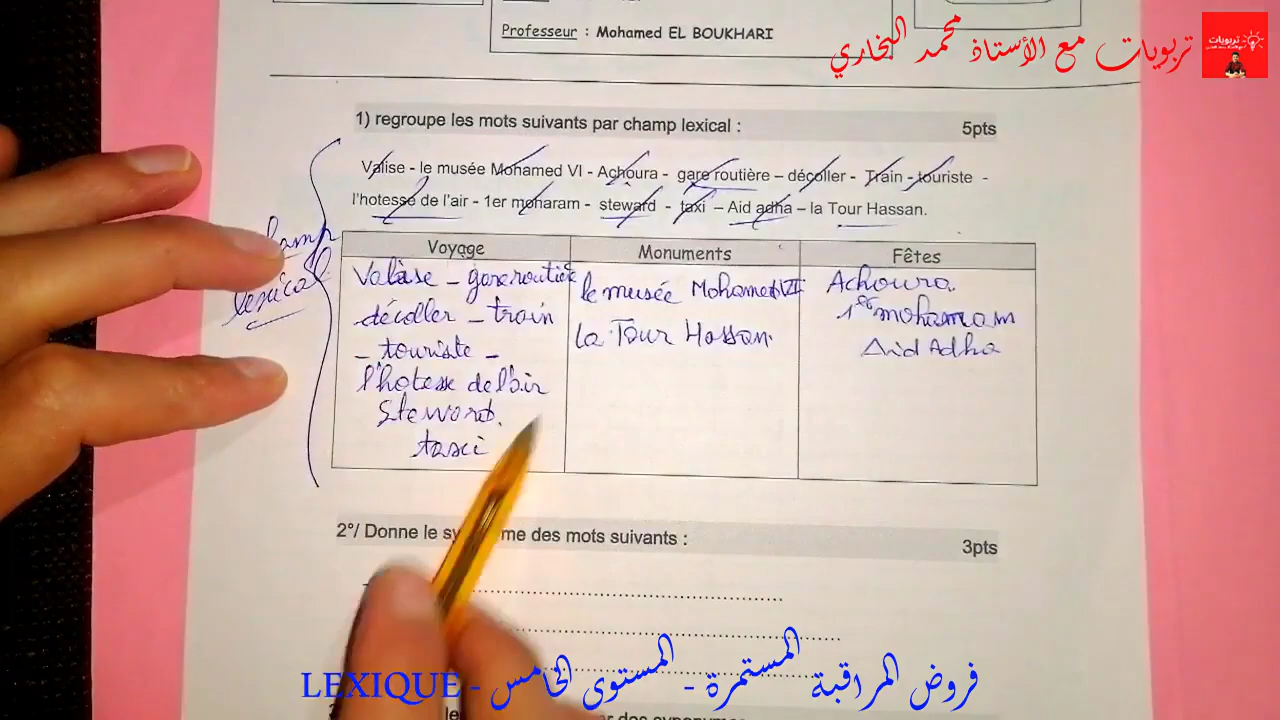 Professeur : Mohamed EL BOUKHARI
تربويات مع الأستاذ محمد البخاري
تربويات
1) regroupe les mots suivants par champ lexical : 5pts
Valise - le musée Mohamed VI - Achoura - gare routière – décoller - Train - touriste -
l'hotesse de l'air - 1er moharam - steward - taxi – Aid adha – la Tour Hassan.
champ
lexical
Voyage Monuments Fêtes
Valise - gare routière le musée Mohamed VI Achoura
décoller - train la Tour Hassan. 1er moharam
- touriste - Aid Adha
l'hotesse de l'air
Steward.
taxi
2°/ Donne le sy me des mots suivants : 3pts
des synonymes
فروض المراقبة المستمرة - المستوى الخامس - LEXIQUE